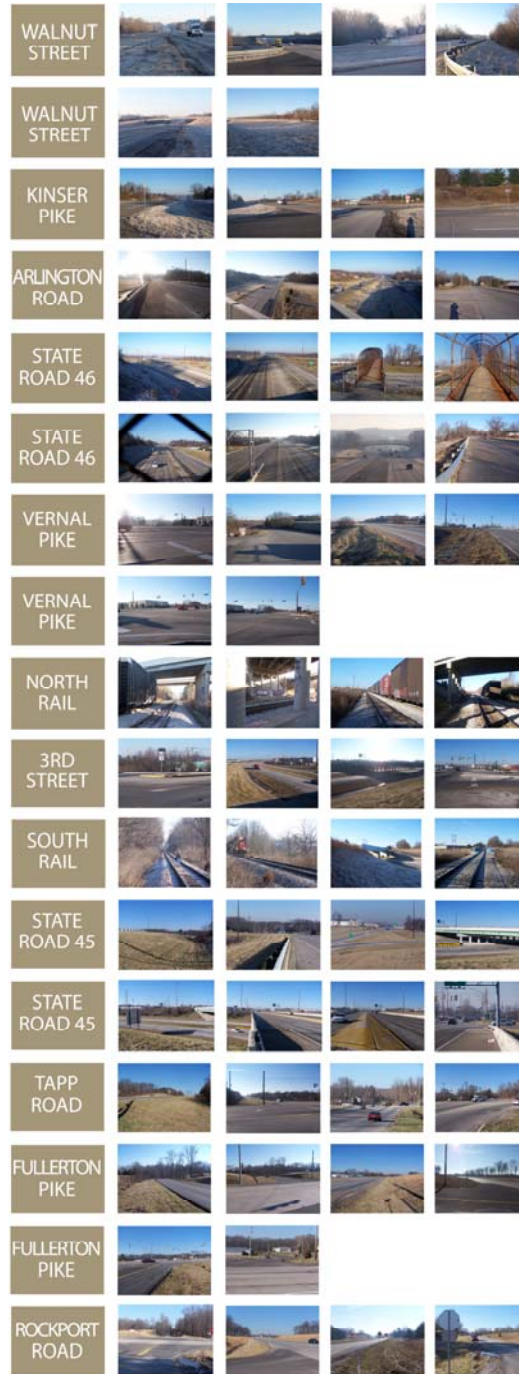 WALNUT
STREET
WALNUT
STREET
KINSER
PIKE
ARLINGTON
ROAD
STATE
ROAD 46
STATE
ROAD 46
VERNAL
PIKE
VERNAL
PIKE
NORTH
RAIL
3RD
STREET
SOUTH
RAIL
STATE
ROAD 45
STATE
ROAD 45
TAPP
ROAD
FULLERTON
PIKE
FULLERTON
PIKE
ROCKPORT
ROAD